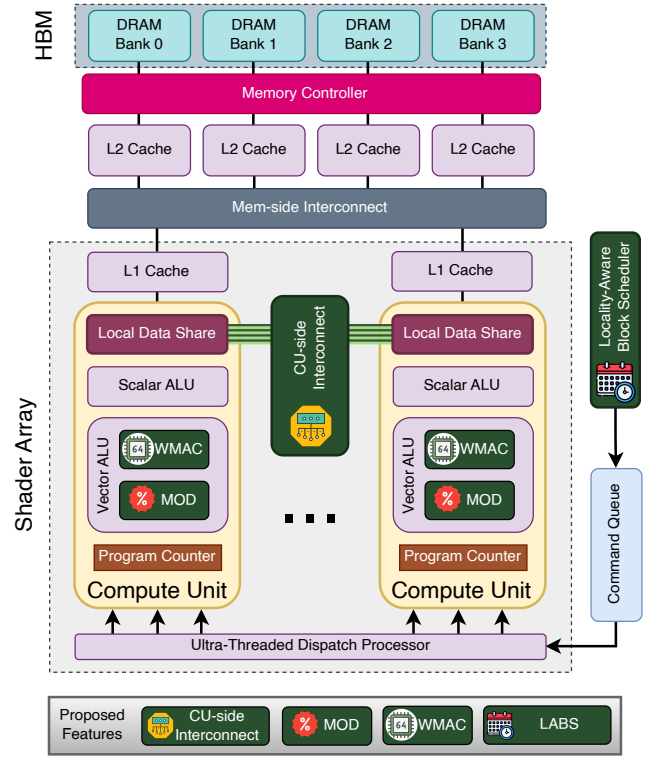 HBM
DRAM
Bank 0
DRAM
Bank 1
DRAM
Bank 2
DRAM
Bank 3
Memory Controller
L2 Cache
L2 Cache
L2 Cache
L2 Cache
Mem-side Interconnect
Shader Array
L1 Cache
L1 Cache
Local Data Share
Local Data Share
CU-side
Interconnect
Locality-Aware
Block Scheduler
Scalar ALU
Scalar ALU
Vector ALU
64
WMAC
%
MOD
Vector ALU
64
WMAC
%
MOD
...
Program Counter
Program Counter
Compute Unit
Compute Unit
Command Queue
Ultra-Threaded Dispatch Processor
Proposed
Features
CU-side
Interconnect
%
MOD
64
WMAC
LABS